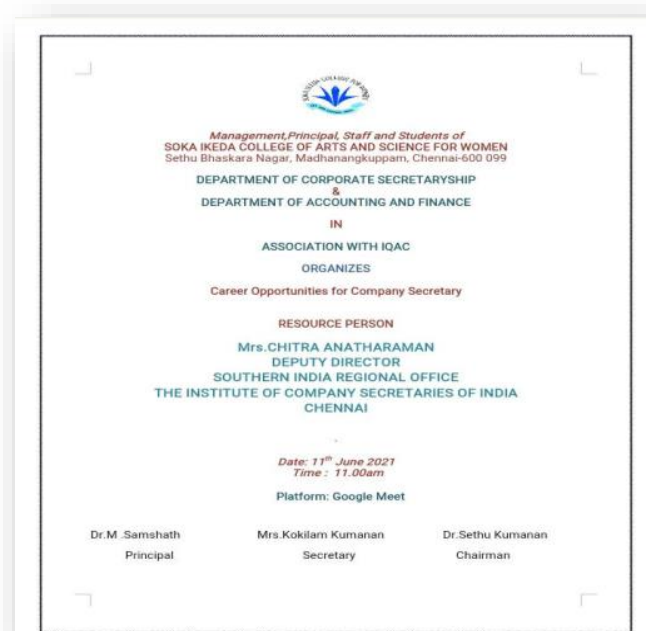 Management,Principal, Staff and Students of
SOKA IKEDA COLLEGE OF ARTS AND SCIENCE FOR WOMEN
Sethu Bhaskara Nagar, Madhanangkuppam, Chennai-600 099
DEPARTMENT OF CORPORATE SECRETARYSHIP
&
DEPARTMENT OF ACCOUNTING AND FINANCE
IN
ASSOCIATION WITH IQAC
ORGANIZES
Career Opportunities for Company Secretary
RESOURCE PERSON
Mrs.CHITRA ANATHARAMAN
DEPUTY DIRECTOR
SOUTHERN INDIA REGIONAL OFFICE
THE INSTITUTE OF COMPANY SECRETARIES OF INDIA
CHENNAI
.
Date: 11th June 2021
Time : 11.00am
Platform: Google Meet
Dr.M .Samshath Mrs.Kokilam Kumanan Dr.Sethu Kumanan
Principal Secretary Chairman